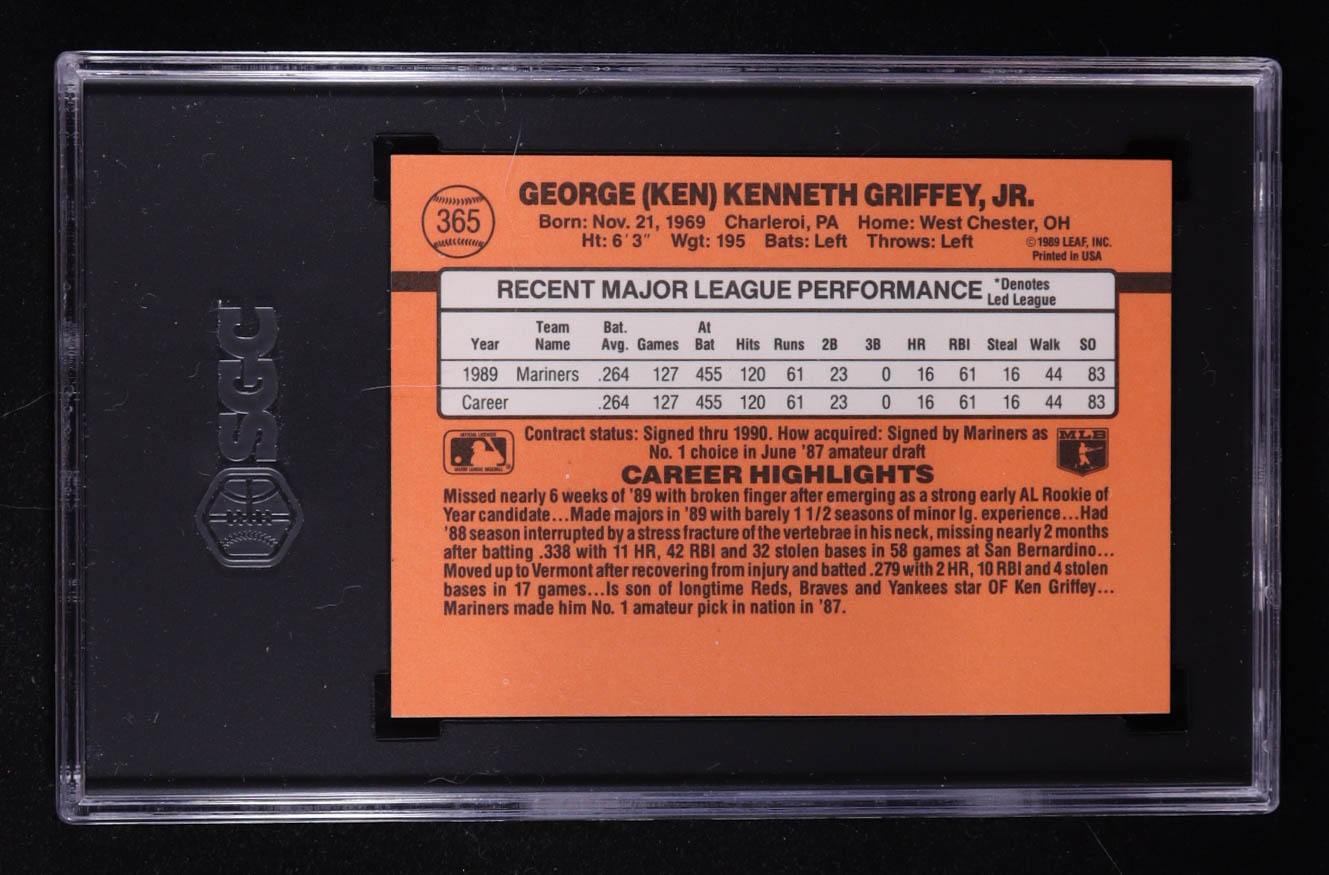 SGC
365
GEORGE (KEN) KENNETH GRIFFEY, JR.
Born: Nov. 21, 1969 Charleroi, PA Home: West Chester, OH
Ht: 6'3" Wgt: 195 Bats: Left Throws: Left
©1989 LEAF, INC.
Printed in USA
RECENT MAJOR LEAGUE PERFORMANCE *Denotes Led League
Year Team Name Bat. Avg. Games At Bat Hits Runs 2B 3B HR RBI Steal Walk SO
1989 Mariners .264 127 455 120 61 23 0 16 61 16 44 83
Career .264 127 455 120 61 23 0 16 61 16 44 83
Contract status: Signed thru 1990. How acquired: Signed by Mariners as
No. 1 choice in June '87 amateur draft
MLB
CAREER HIGHLIGHTS
Missed nearly 6 weeks of '89 with broken finger after emerging as a strong early AL Rookie of
Year candidate...Made majors in '89 with barely 1 1/2 seasons of minor lg. experience...Had
'88 season interrupted by a stress fracture of the vertebrae in his neck, missing nearly 2 months
after batting .338 with 11 HR, 42 RBI and 32 stolen bases in 58 games at San Bernardino...
Moved up to Vermont after recovering from injury and batted .279 with 2 HR, 10 RBI and 4 stolen
bases in 17 games...Is son of longtime Reds, Braves and Yankees star OF Ken Griffey...
Mariners made him No. 1 amateur pick in nation in '87.